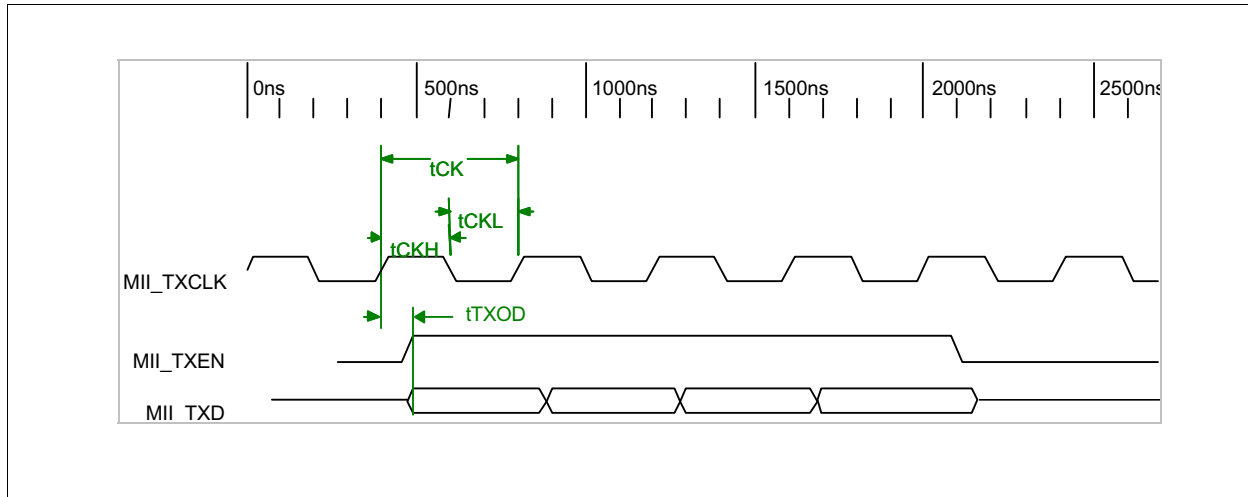 0ns 500ns 1000ns 1500ns 2000ns 2500ns
tCK
tCKL
tCKH
MII_TXCLK
tTXOD
MII_TXEN
MII_TXD